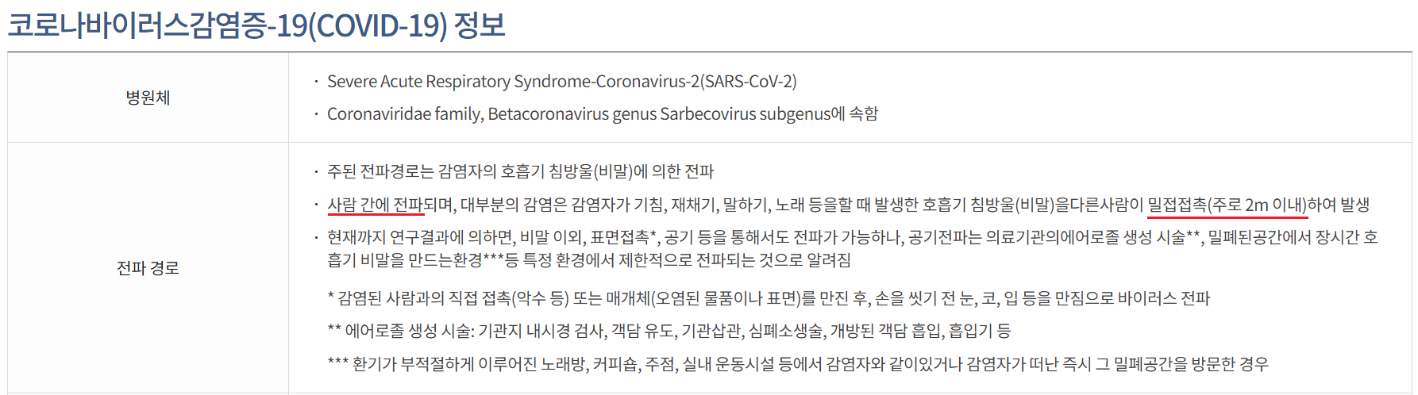 코로나바이러스감염증-19(COVID-19) 정보
병원체
· Severe Acute Respiratory Syndrome-Coronavirus-2(SARS-CoV-2)
· Coronaviridae family, Betacoronavirus genus Sarbecovirus subgenus에 속함
전파 경로
· 주된 전파경로는 감염자의 호흡기 침방울(비말)에 의한 전파
· 사람 간에 전파되며, 대부분의 감염은 감염자가 기침, 재채기, 말하기, 노래 등을할 때 발생한 호흡기 침방울(비말)을다른사람이 밀접접촉(주로 2m 이내)하여 발생
· 현재까지 연구결과에 의하면, 비말 이외, 표면접촉*, 공기 등을 통해서도 전파가 가능하나, 공기전파는 의료기관의에어로졸 생성 시술**, 밀폐된공간에서 장시간 호
흡기 비말을 만드는환경***등 특정 환경에서 제한적으로 전파되는 것으로 알려짐
* 감염된 사람과의 직접 접촉(악수 등) 또는 매개체(오염된 물품이나 표면)를 만진 후, 손을 씻기 전 눈, 코, 입 등을 만짐으로 바이러스 전파
** 에어로졸 생성 시술: 기관지 내시경 검사, 객담 유도, 기관삽관, 심폐소생술, 개방된 객담 흡입, 흡입기 등
*** 환기가 부적절하게 이루어진 노래방, 커피숍, 주점, 실내 운동시설 등에서 감염자와 같이있거나 감염자가 떠난 즉시 그 밀폐공간을 방문한 경우